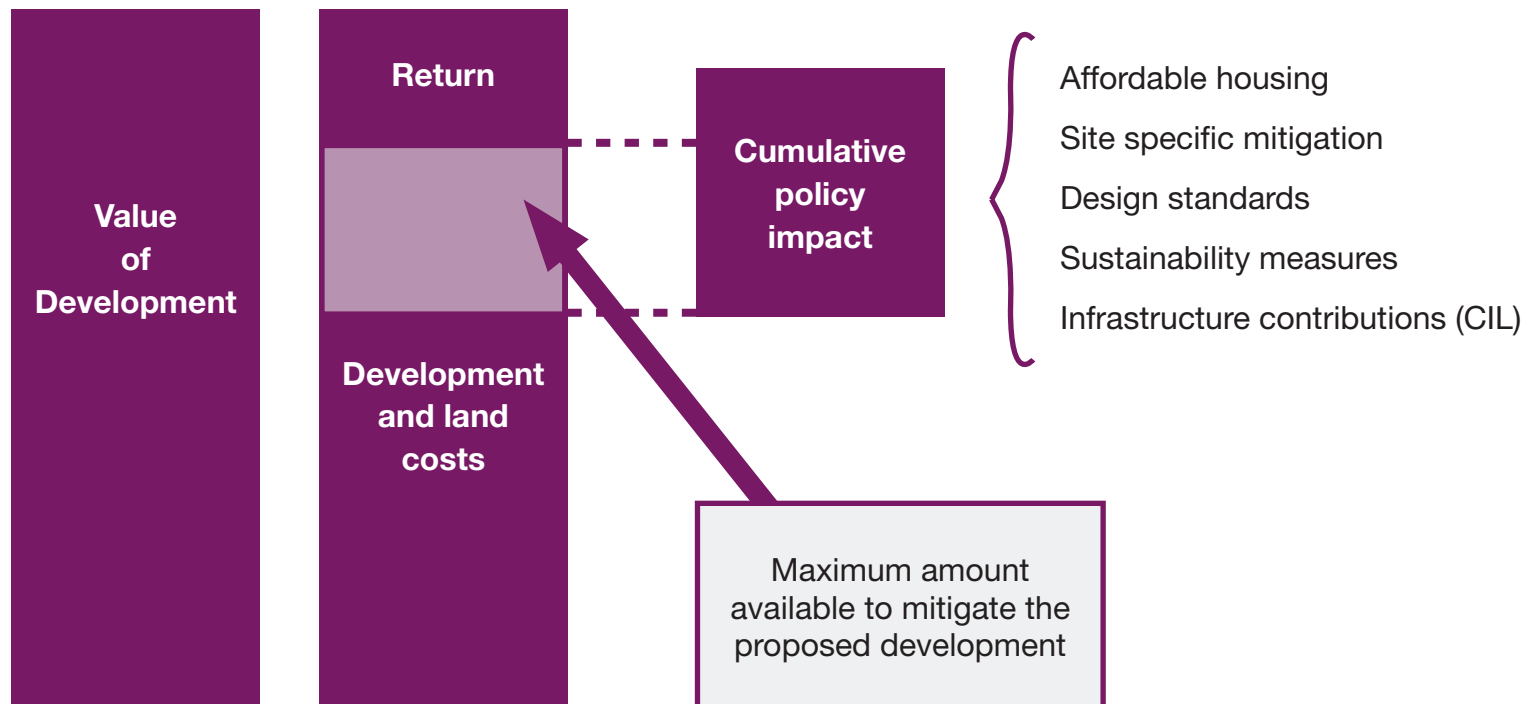 Value
of
Development
Return
Development
and land
costs
Cumulative
policy
impact
Affordable housing
Site specific mitigation
Design standards
Sustainability measures
Infrastructure contributions (CIL)
Maximum amount
available to mitigate the
proposed development